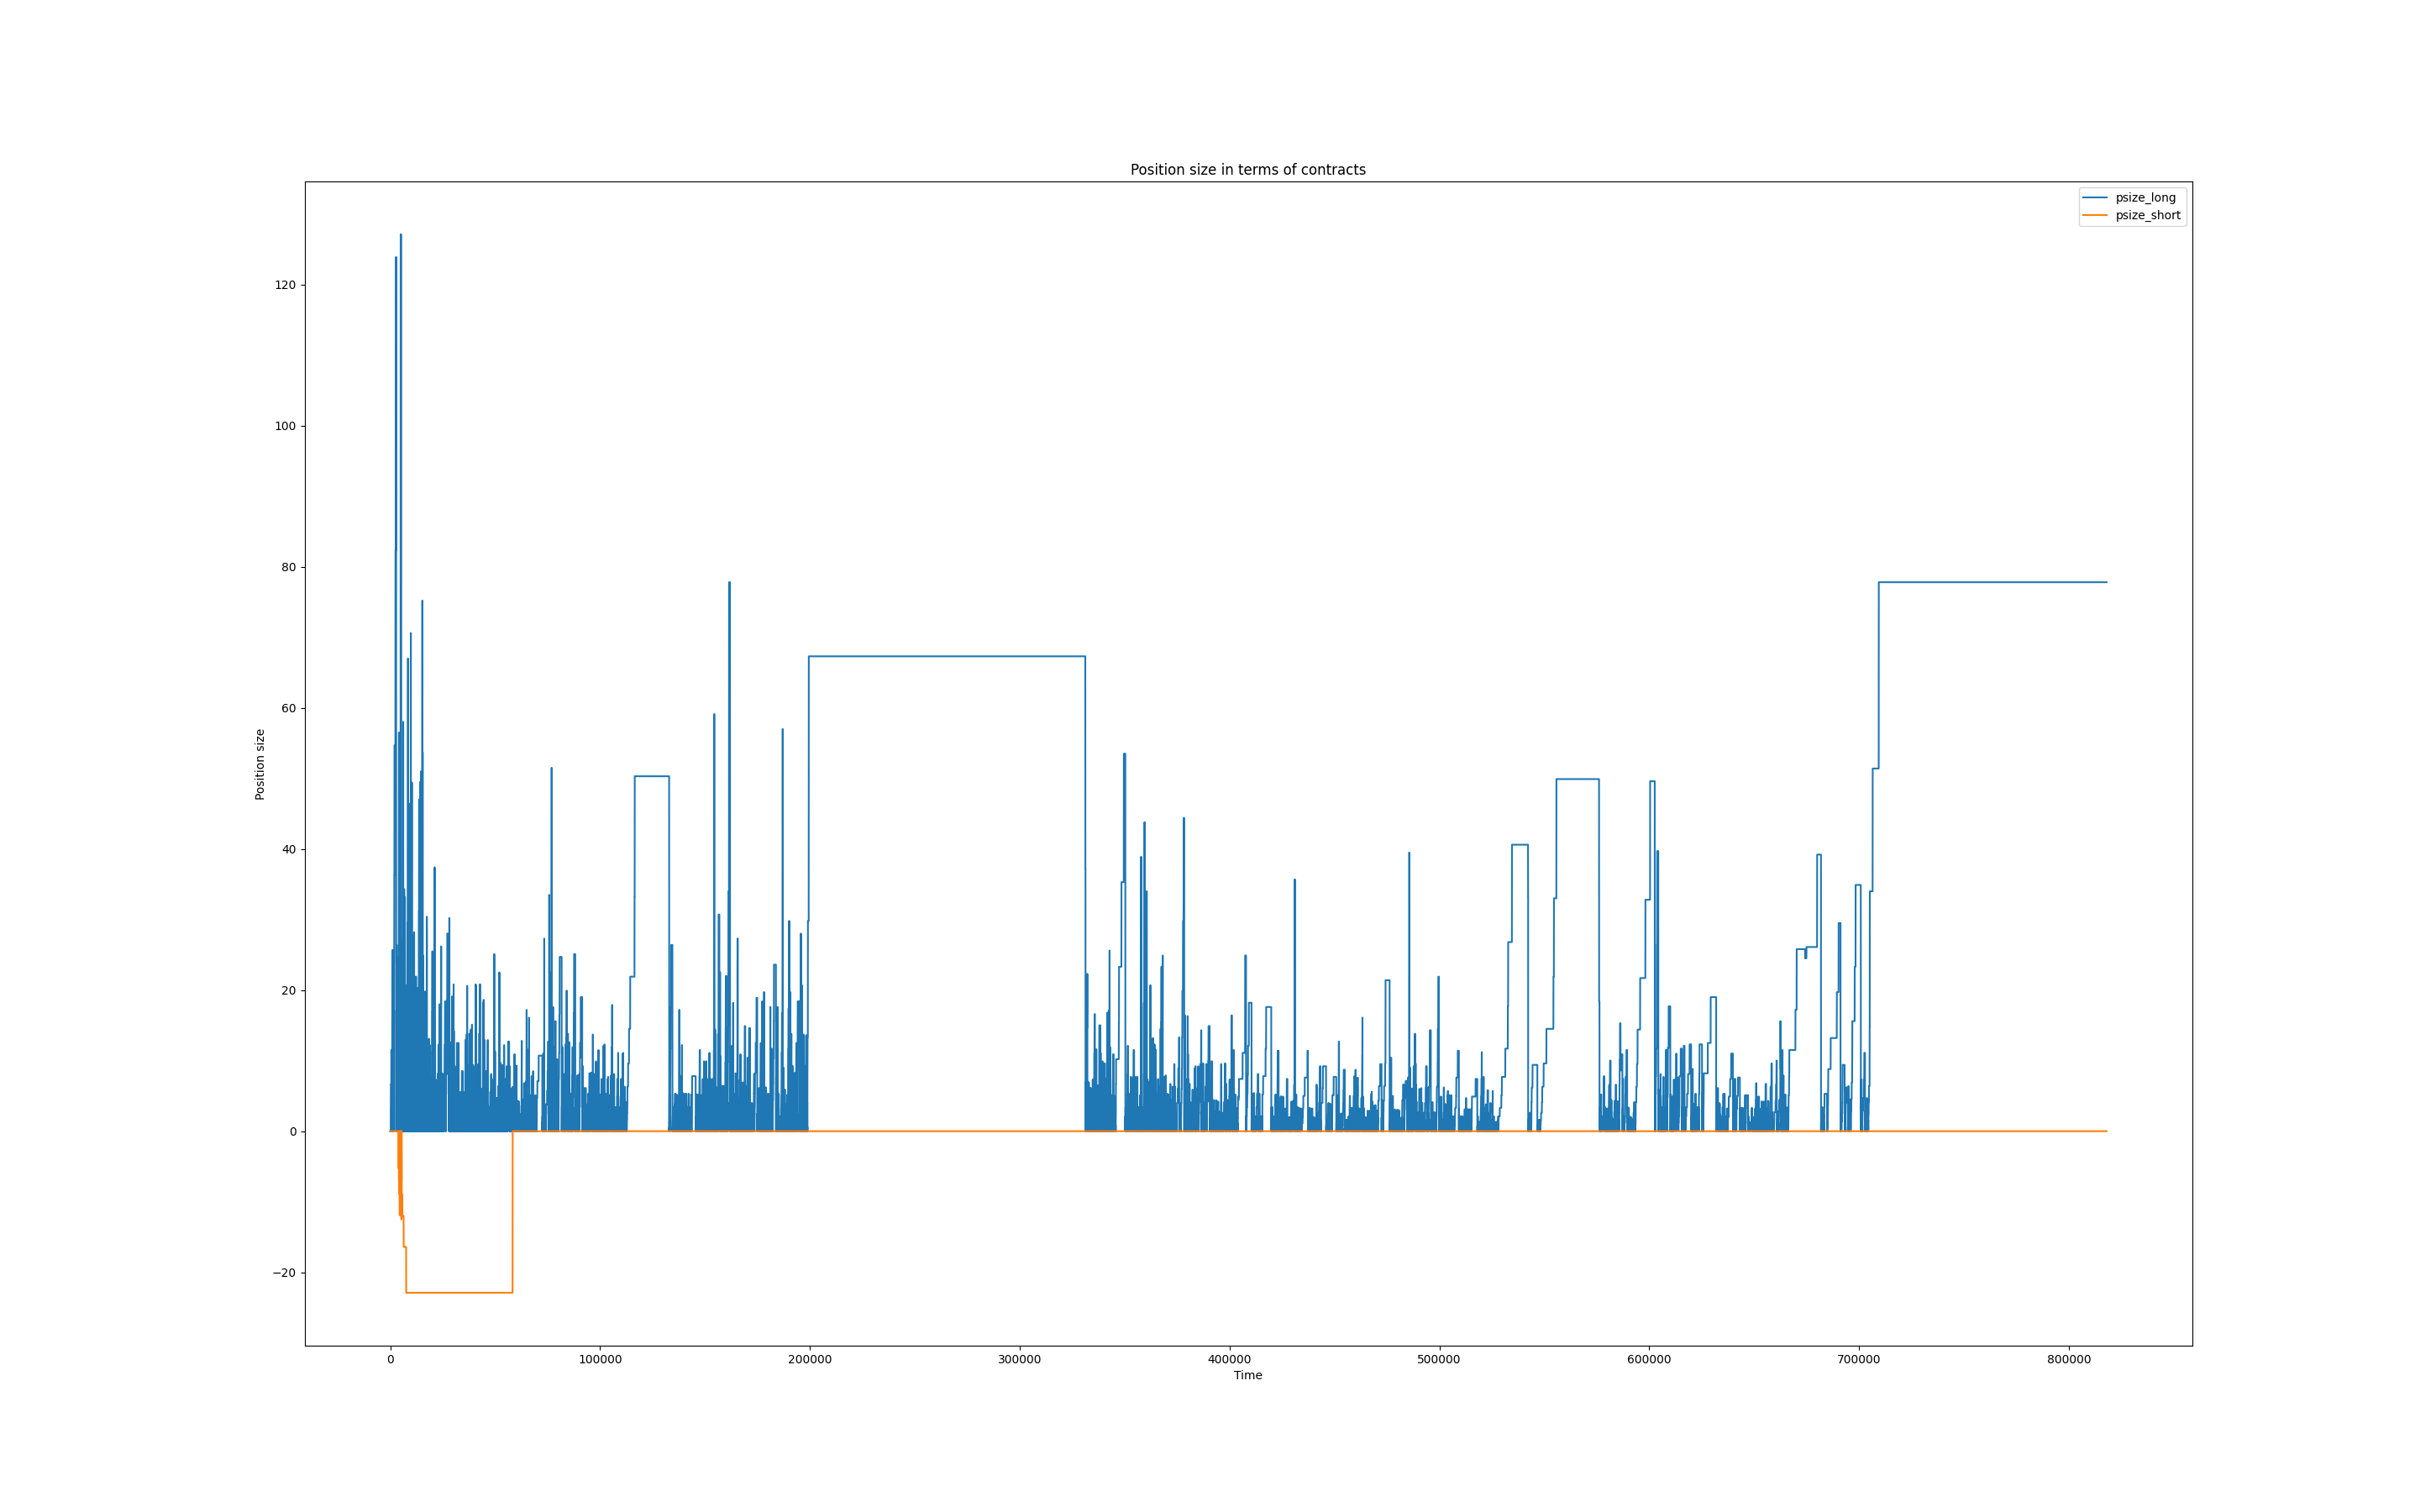 Position size in terms of contracts
psize_long
psize_short
Position size
120
100
80
60
40
20
0
−20
0 100000 200000 300000 400000 500000 600000 700000 800000
Time